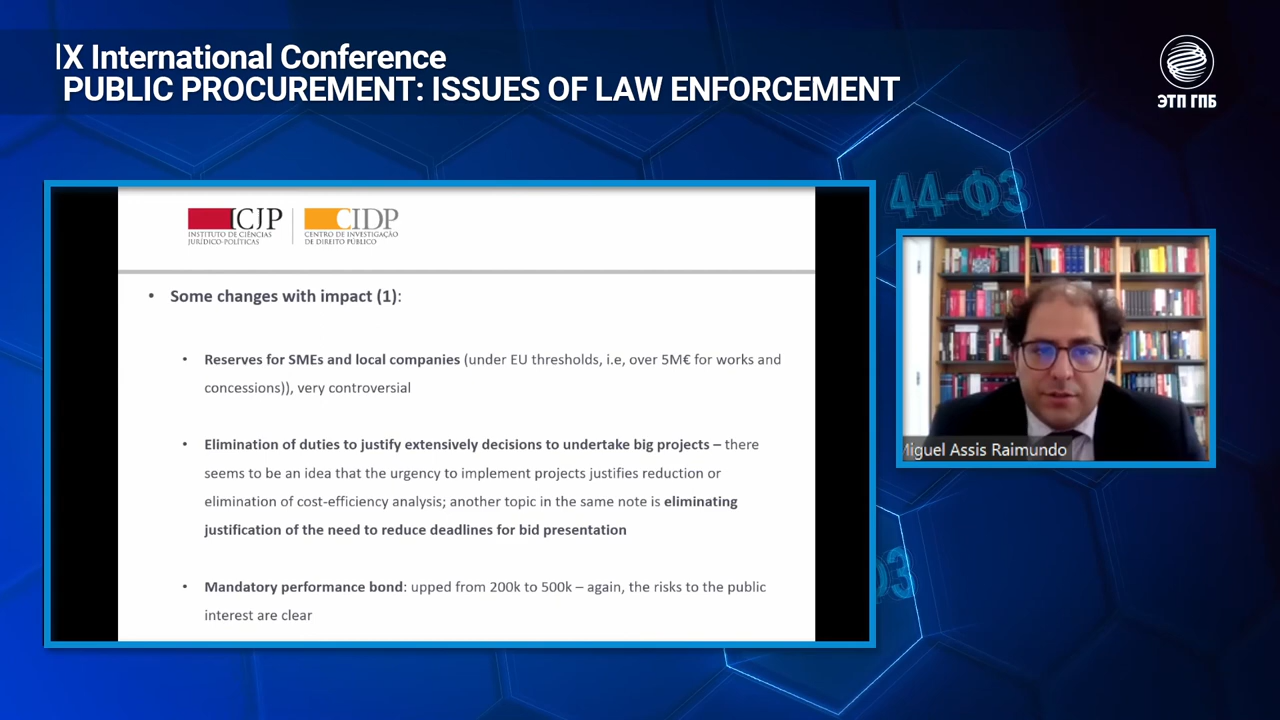 IX International Conference
PUBLIC PROCUREMENT: ISSUES OF LAW ENFORCEMENT
ЭТП ГПБ
44-ФЗ
ICJP
INSTITUTO DE CIÊNCIAS
JURÍDICO-POLÍTICAS
CIDP
CENTRO DE INVESTIGAÇÃO
DE DIREITO PÚBLICO
• Some changes with impact (1):
• Reserves for SMEs and local companies (under EU thresholds, i.e, over 5M€ for works and
concessions)), very controversial
• Elimination of duties to justify extensively decisions to undertake big projects – there
seems to be an idea that the urgency to implement projects justifies reduction or
elimination of cost-efficiency analysis; another topic in the same note is eliminating
justification of the need to reduce deadlines for bid presentation
• Mandatory performance bond: upped from 200k to 500k – again, the risks to the public
interest are clear
Miguel Assis Raimundo